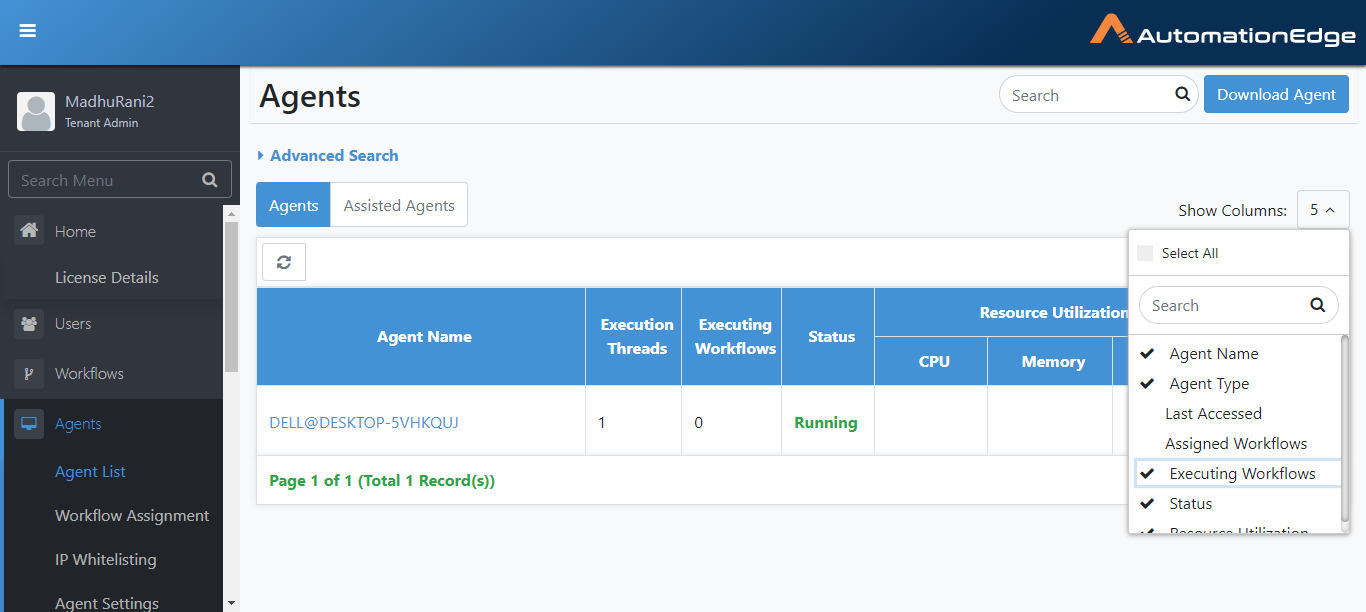 AutomationEdge
MadhuRani2
Tenant Admin
Search Menu
Home
License Details
Users
Workflows
Agents
Agent List
Workflow Assignment
IP Whitelisting
Agent Settings
Agents
Search
Download Agent
Advanced Search
Agents
Assisted Agents
Show Columns:
5
Select All
Search
Agent Name
Agent Type
Last Accessed
Assigned Workflows
Executing Workflows
Status
Resource Utilization
Agent Name
Execution
Threads
Executing
Workflows
Status
Resource Utilization
CPU
Memory
DELL@DESKTOP-5VHKQUJ
1
0
Running
Page 1 of 1 (Total 1 Record(s))